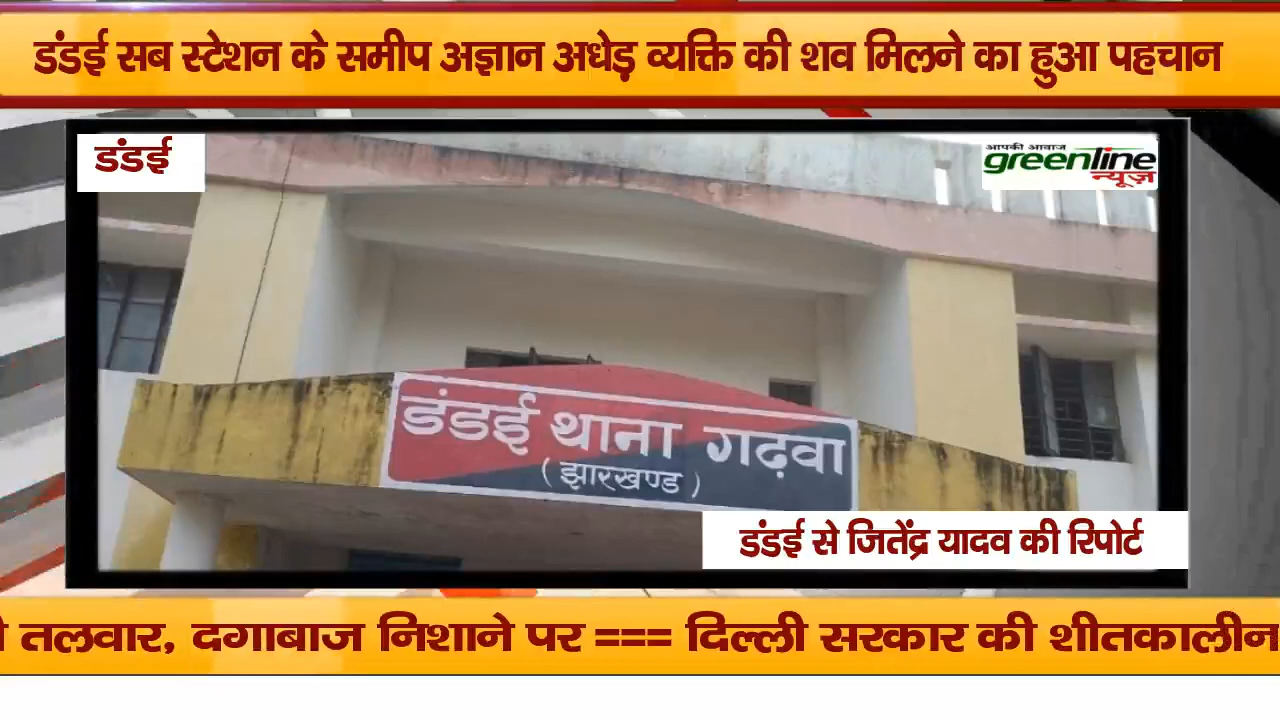 डंडई सब स्टेशन के समीप अज्ञान अधेड़ व्यक्ति की शव मिलने का हुआ पहचान
डंडई
आपकी आवाज
greenline
न्यूज़
डंडई थाना गढ़वा
( झारखण्ड )
डंडई से जितेंद्र यादव की रिपोर्ट
तलवार, दगाबाज निशाने पर === दिल्ली सरकार की शीतकालीन